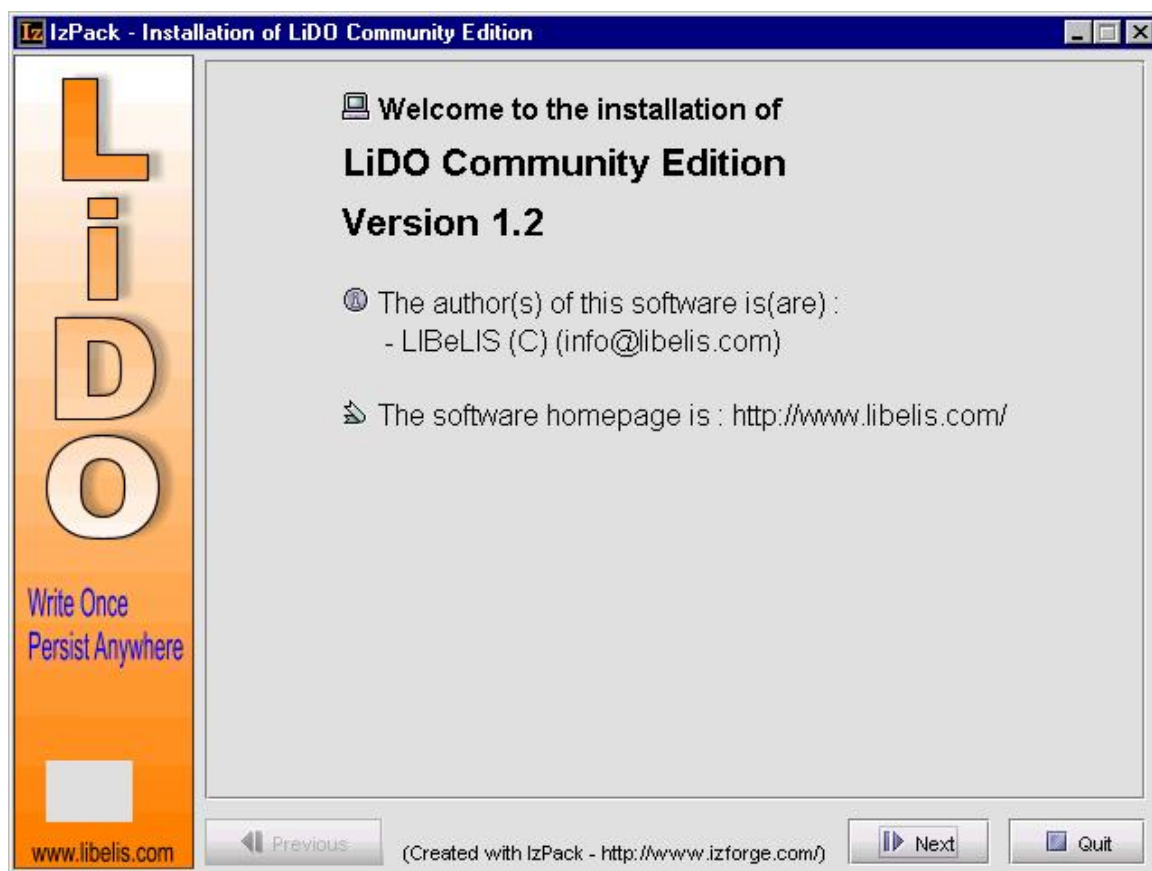 IzPack - Installation of LiDO Community Edition
LiDO
Write Once
Persist Anywhere
www.libelis.com
Welcome to the installation of
LiDO Community Edition
Version 1.2
The author(s) of this software is(are) :
- LIBeLIS (C) (info@libelis.com)
The software homepage is : http://www.libelis.com/
Previous
(Created with IzPack - http://www.izforge.com/)
Next
Quit